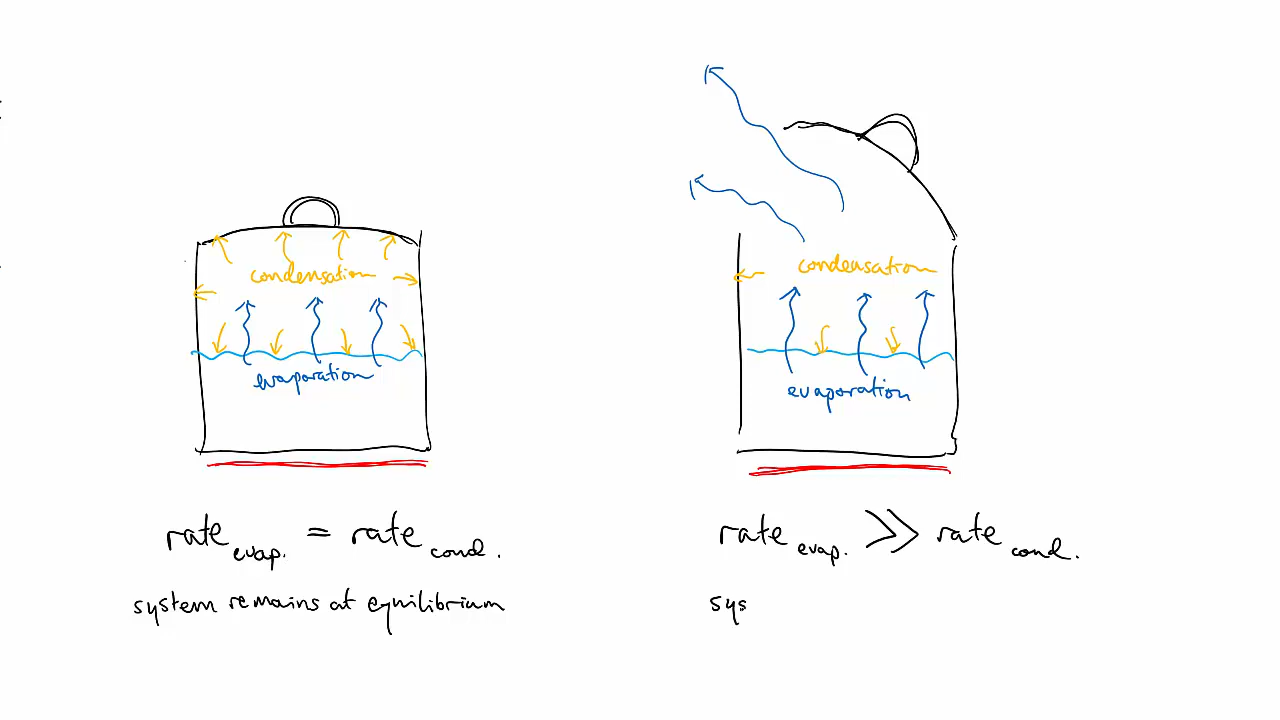 condensation
evaporation
rate evap. = rate cond.
system remains at equilibrium
condensation
evaporation
rate evap. >> rate cond.
sys